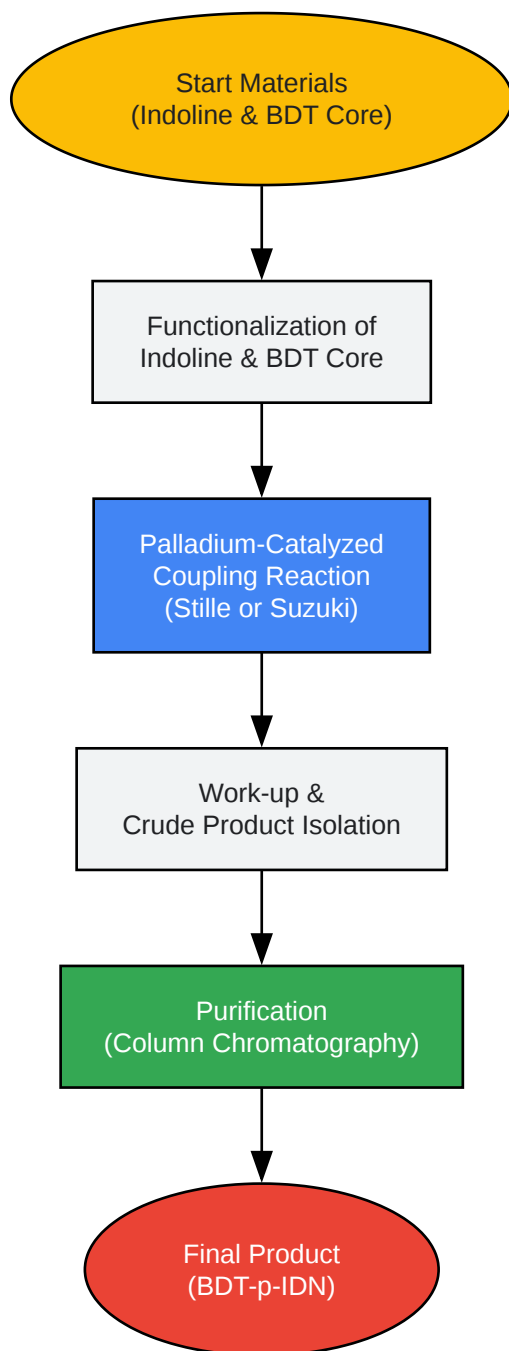 Start Materials
(Indoline & BDT Core)
Functionalization of
Indoline & BDT Core
Palladium-Catalyzed
Coupling Reaction
(Stille or Suzuki)
Work-up &
Crude Product Isolation
Purification
(Column Chromatography)
Final Product
(BDT-p-IDN)